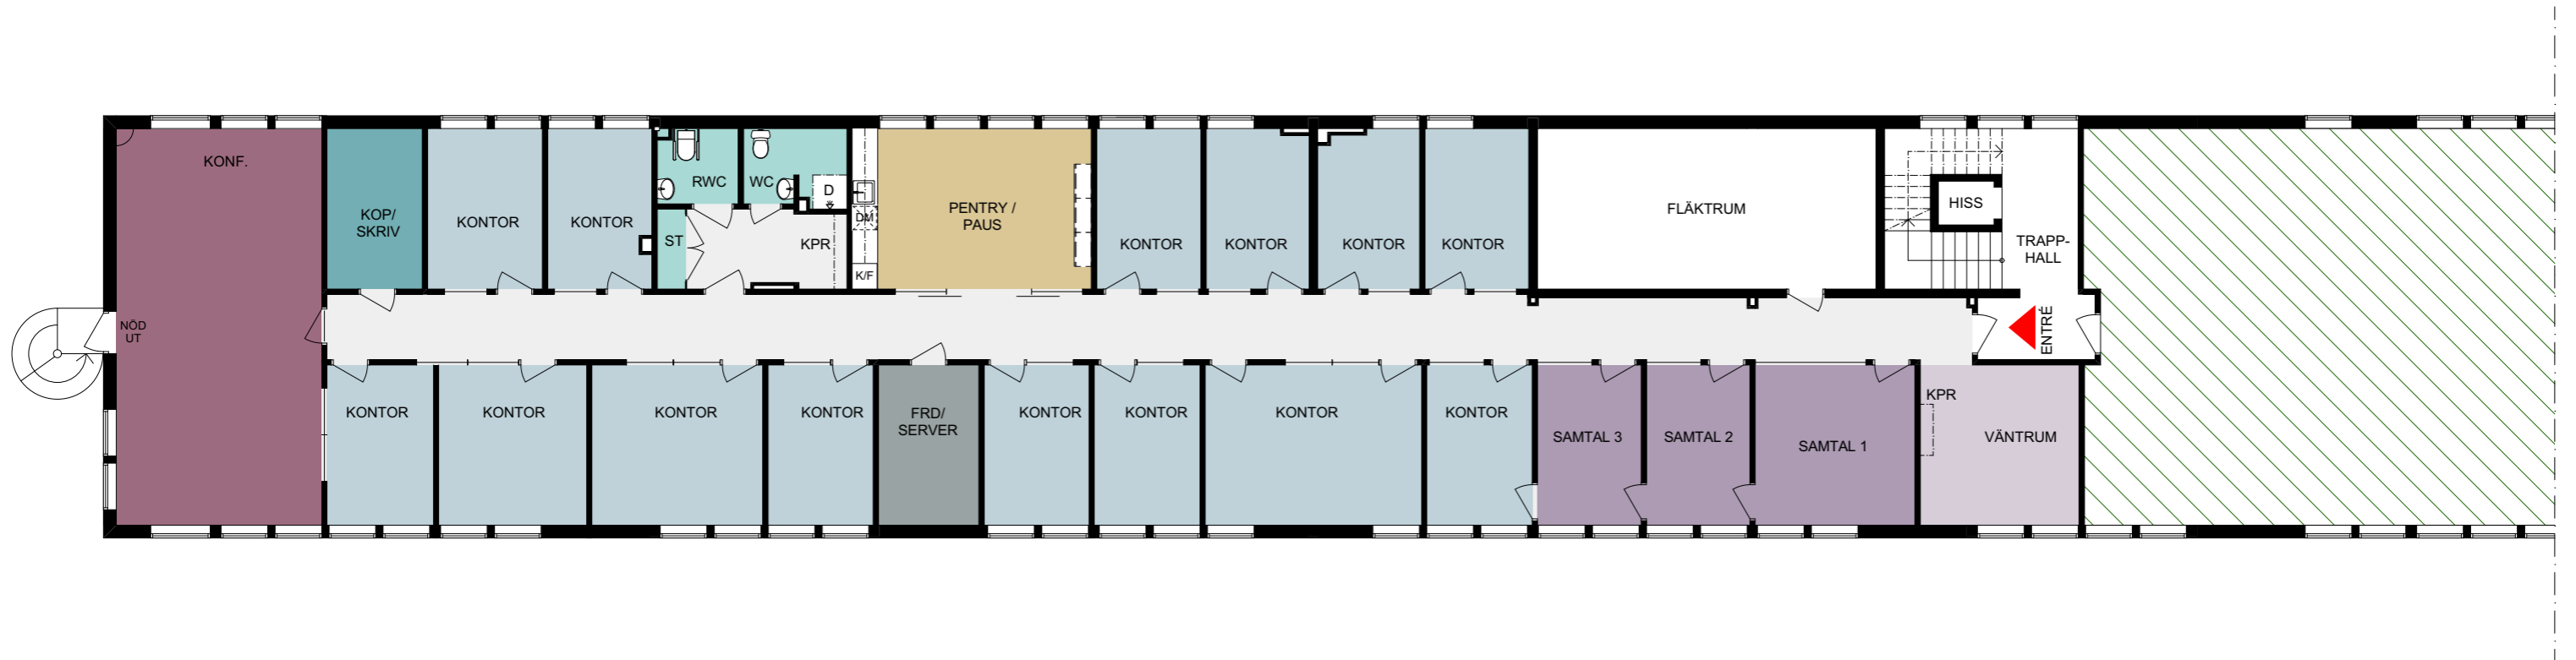 KONF.
KOP/
SKRIV
KONTOR
KONTOR
RWC
WC
D
DM
ST
KPR
K/F
PENTRY /
PAUS
KONTOR
KONTOR
KONTOR
KONTOR
FLÄKTRUM
HISS
TRAPP-
HALL
NÖD
UT
ENTRÉ
KONTOR
KONTOR
KONTOR
KONTOR
FRD/
SERVER
KONTOR
KONTOR
KONTOR
KONTOR
SAMTAL 3
SAMTAL 2
SAMTAL 1
KPR
VÄNTRUM